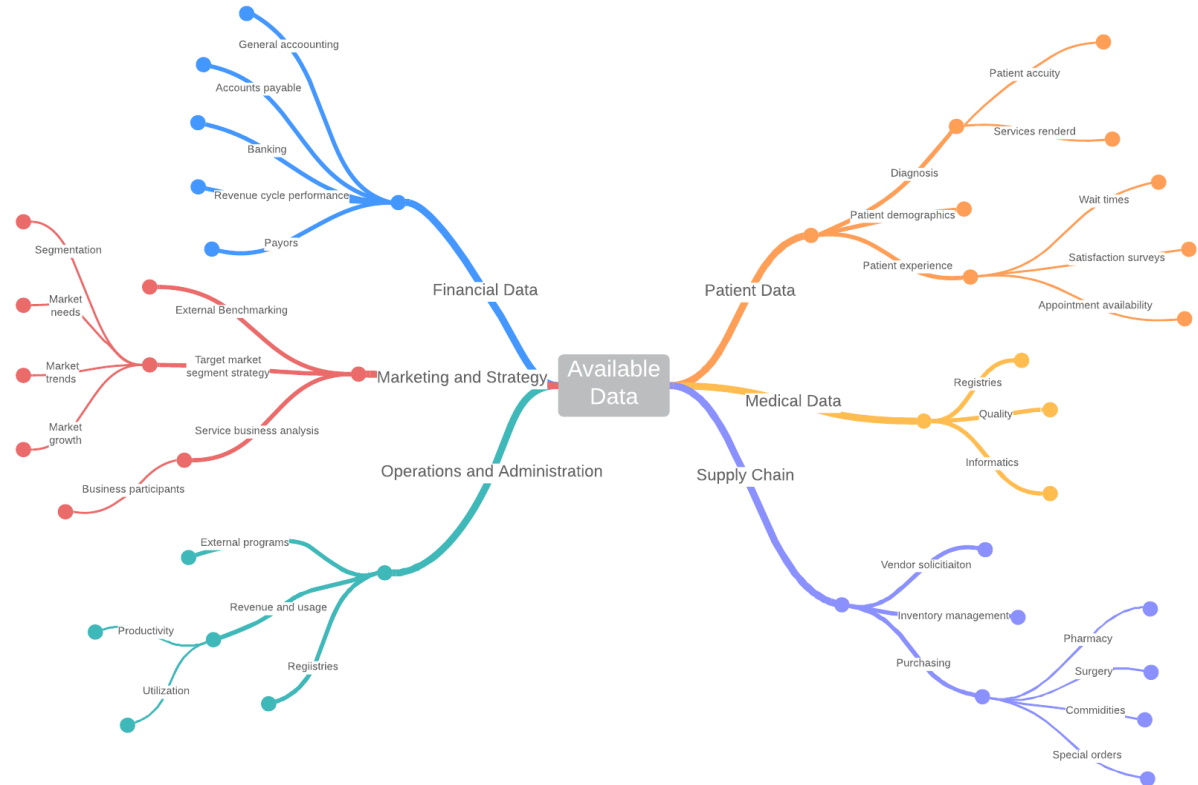 Available
Data
Financial Data
General accoounting
Accounts payable
Banking
Revenue cycle performance
Payors
Marketing and Strategy
External Benchmarking
Target market
segment strategy
Segmentation
Market
needs
Market
trends
Market
growth
Service business analysis
Business participants
Operations and Administration
External programs
Revenue and usage
Productivity
Utilization
Regiistries
Patient Data
Diagnosis
Patient accuity
Services renderd
Patient demographics
Patient experience
Wait times
Satisfaction surveys
Appointment availability
Medical Data
Registries
Quality
Informatics
Supply Chain
Vendor solicitiaiton
Inventory management
Purchasing
Pharmacy
Surgery
Commidities
Special orders